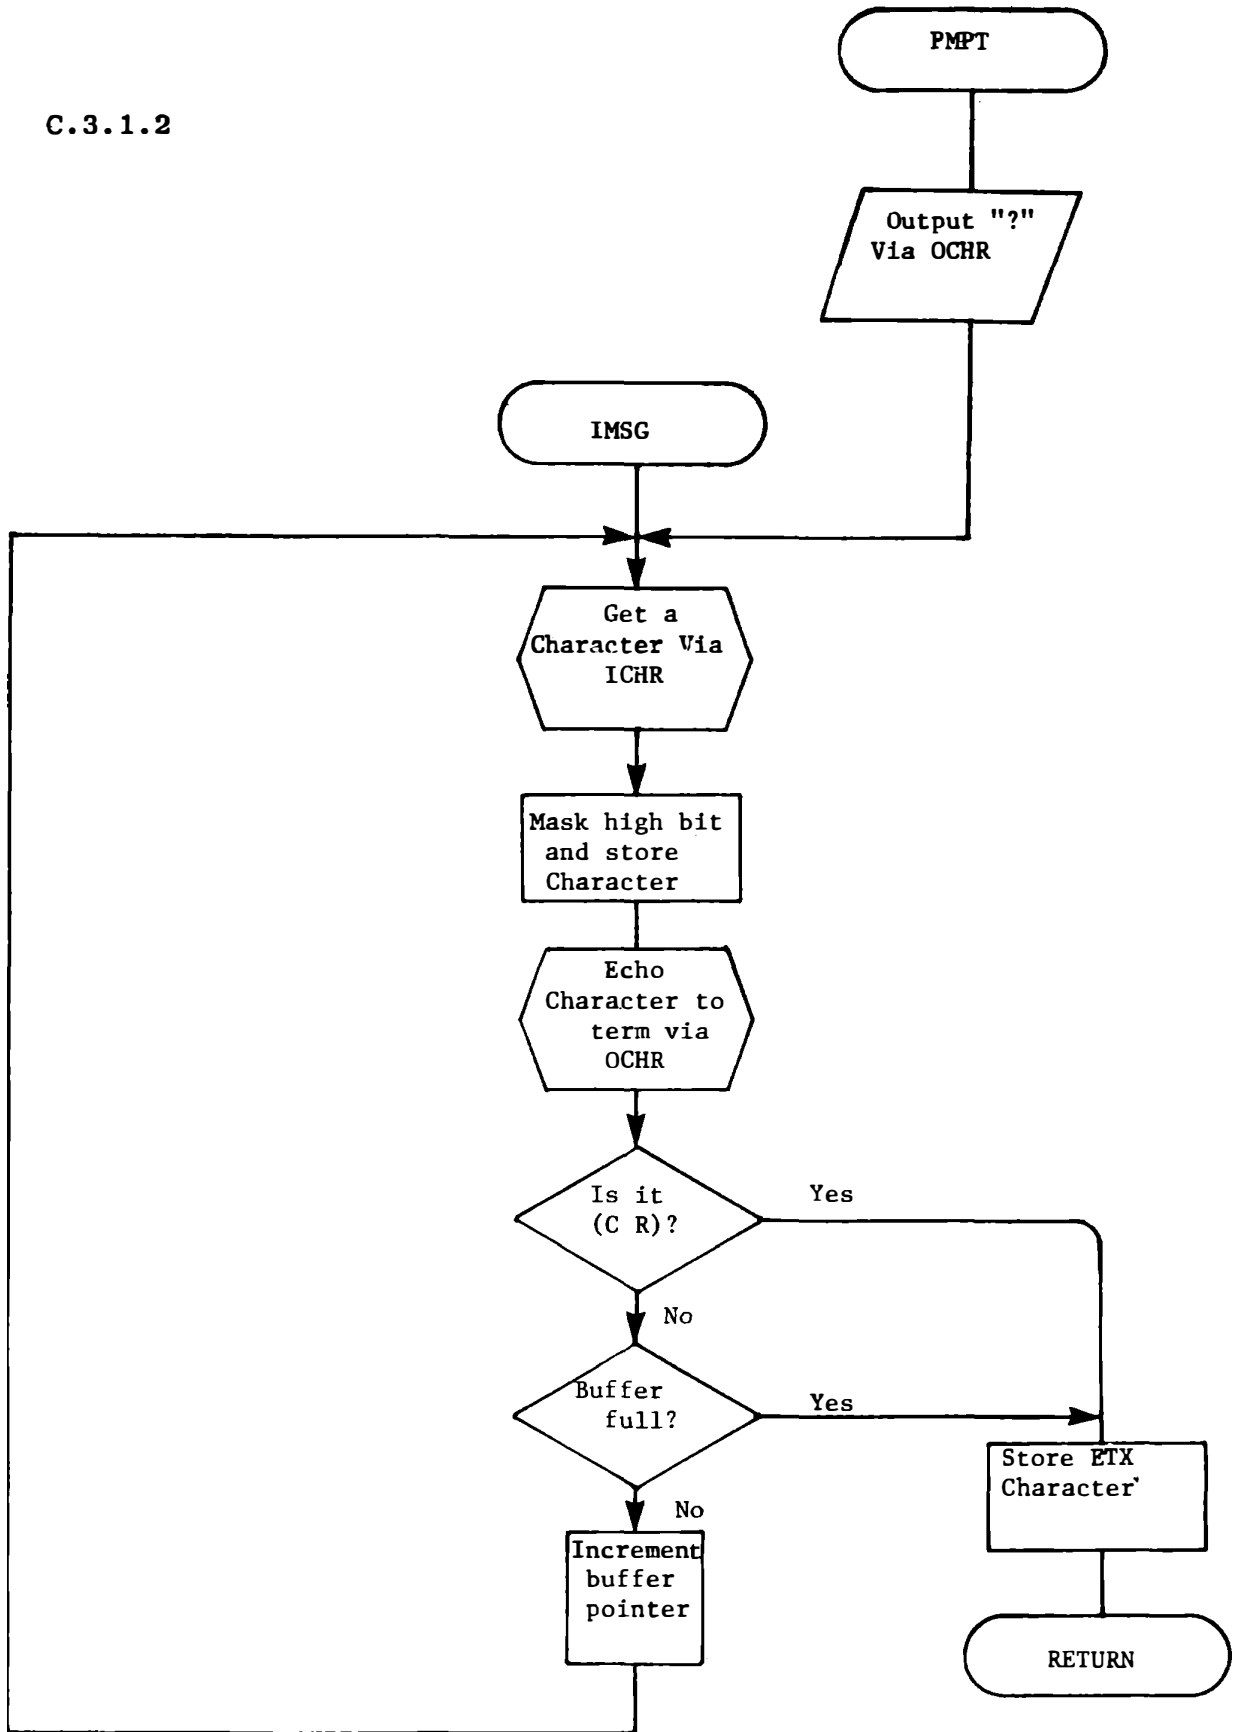 PMPT
C.3.1.2
Output "?"
Via OCHR
IMSG
Get a
Character Via
ICHR
Mask high bit
and store
Character
Echo
Character to
term via
OCHR
Is it
(C R)?
Yes
No
Buffer
full?
Yes
Store ETX
Character
No
Increment
buffer
pointer
RETURN